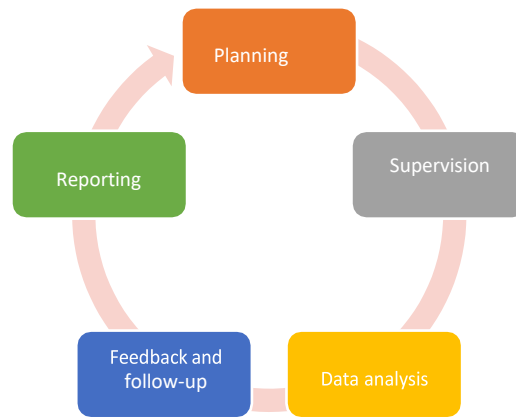 Planning
Supervision
Data analysis
Feedback and
follow-up
Reporting